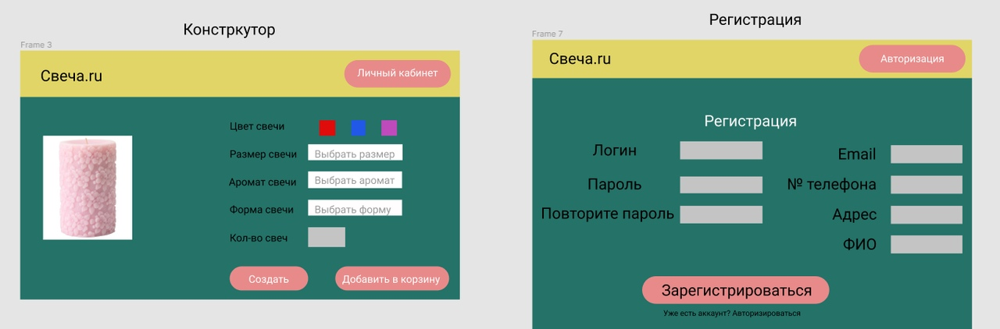 Констркутор
Frame 3
Свеча.ru
Личный кабинет
Цвет свечи
Размер свечи
Выбрать размер
Аромат свечи
Выбрать аромат
Форма свечи
Выбрать форму
Кол-во свеч
Создать
Добавить в корзину
Регистрация
Frame 7
Свеча.ru
Авторизация
Регистрация
Логин
Пароль
Повторите пароль
Email
№ телефона
Адрес
ФИО
Зарегистрироваться
Уже есть аккаунт? Авторизироваться